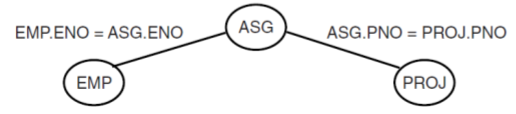 EMP.ENO = ASG.ENO
ASG
ASG.PNO = PROJ.PNO
EMP
PROJ